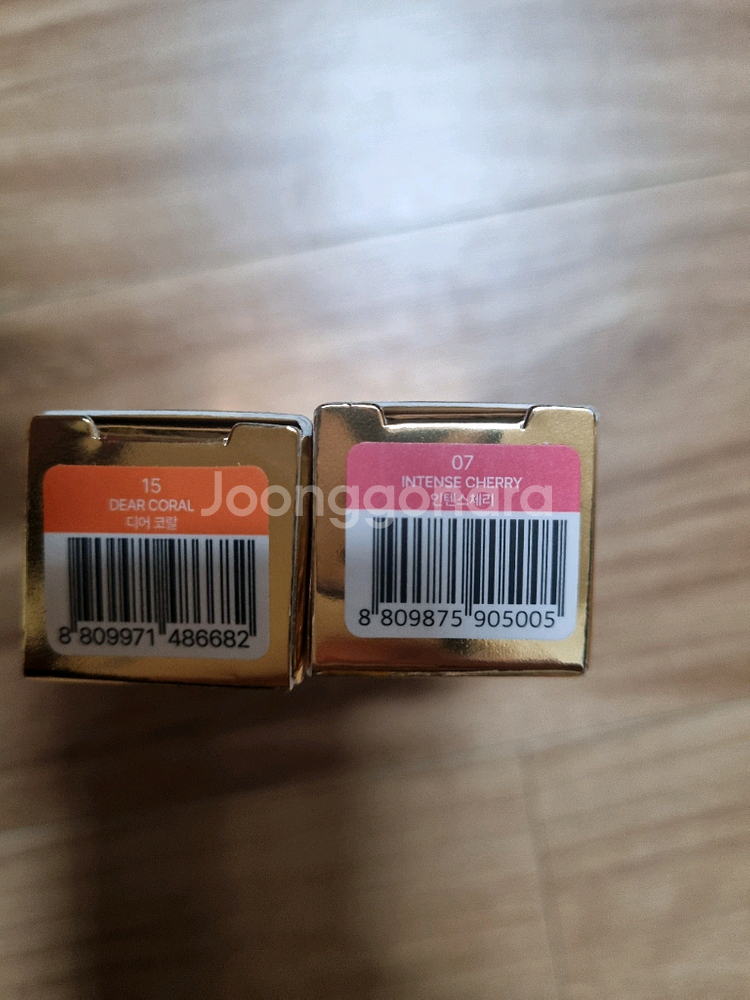 15
DEAR CORAL
디어 코랄
8 809971 486682
07
INTENSE CHERRY
인텐스체리
8 809875 905005
Joonggonara